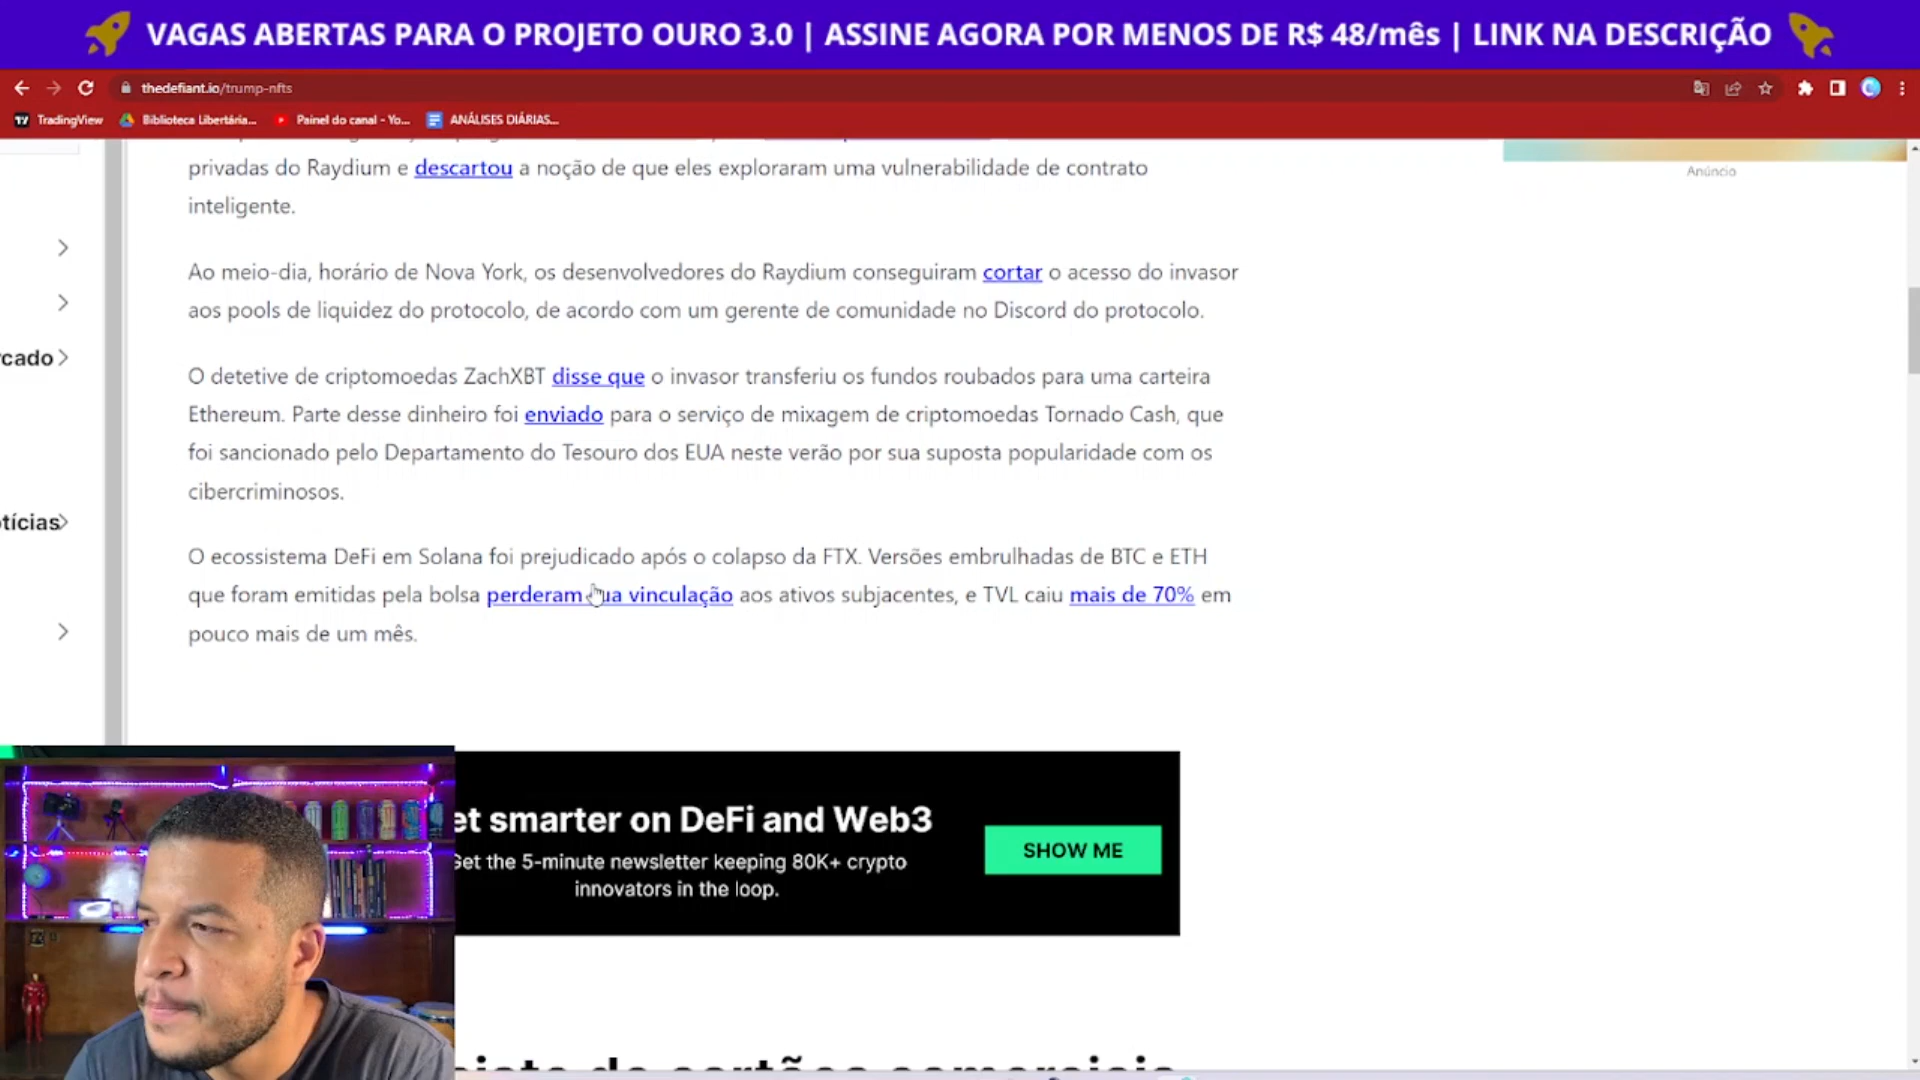 VAGAS ABERTAS PARA O PROJETO OURO 3.0 | ASSINE AGORA POR MENOS DE R$ 48/mês | LINK NA DESCRIÇÃO
thedefiant.io/trump-nfts
TradingView Biblioteca Libertária... Painel do canal - Yo... ANÁLISES DIÁRIAS...
Anúncio
privadas do Raydium e descartou a noção de que eles exploraram uma vulnerabilidade de contrato
inteligente.
Ao meio-dia, horário de Nova York, os desenvolvedores do Raydium conseguiram cortar o acesso do invasor
aos pools de liquidez do protocolo, de acordo com um gerente de comunidade no Discord do protocolo.
rcado
O detetive de criptomoedas ZachXBT disse que o invasor transferiu os fundos roubados para uma carteira
Ethereum. Parte desse dinheiro foi enviado para o serviço de mixagem de criptomoedas Tornado Cash, que
foi sancionado pelo Departamento do Tesouro dos EUA neste verão por sua suposta popularidade com os
cibercriminosos.
otícias
O ecossistema DeFi em Solana foi prejudicado após o colapso da FTX. Versões embrulhadas de BTC e ETH
que foram emitidas pela bolsa perderam ua vinculação aos ativos subjacentes, e TVL caiu mais de 70% em
pouco mais de um mês.
et smarter on DeFi and Web3
Get the 5-minute newsletter keeping 80K+ crypto
innovators in the loop.
SHOW ME